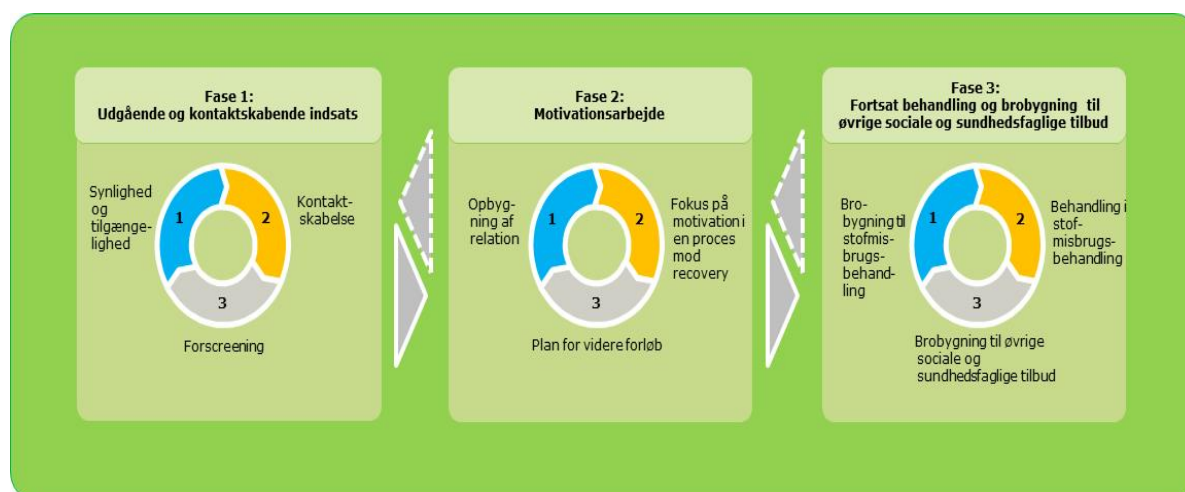 Fase 1:
Udgående og kontaktskabende indsats
Synlighed
og
tilgænge-
lighed
1
2
3
Kontakt-
skabelse
Forscreening
Fase 2:
Motivationsarbejde
Opbyg-
ning af
relation
1
2
3
Fokus på
motivation i
en proces
mod
recovery
Plan for videre forløb
Fase 3:
Fortsat behandling og brobygning til
øvrige sociale og sundhedsfaglige tilbud
Bro-
bygning til
stofmis-
brugs-
behand-
ling
1
2
3
Behandling i
stof-
misbrugs-
behandling
Brobygning til øvrige
sociale og
sundhedsfaglige tilbud